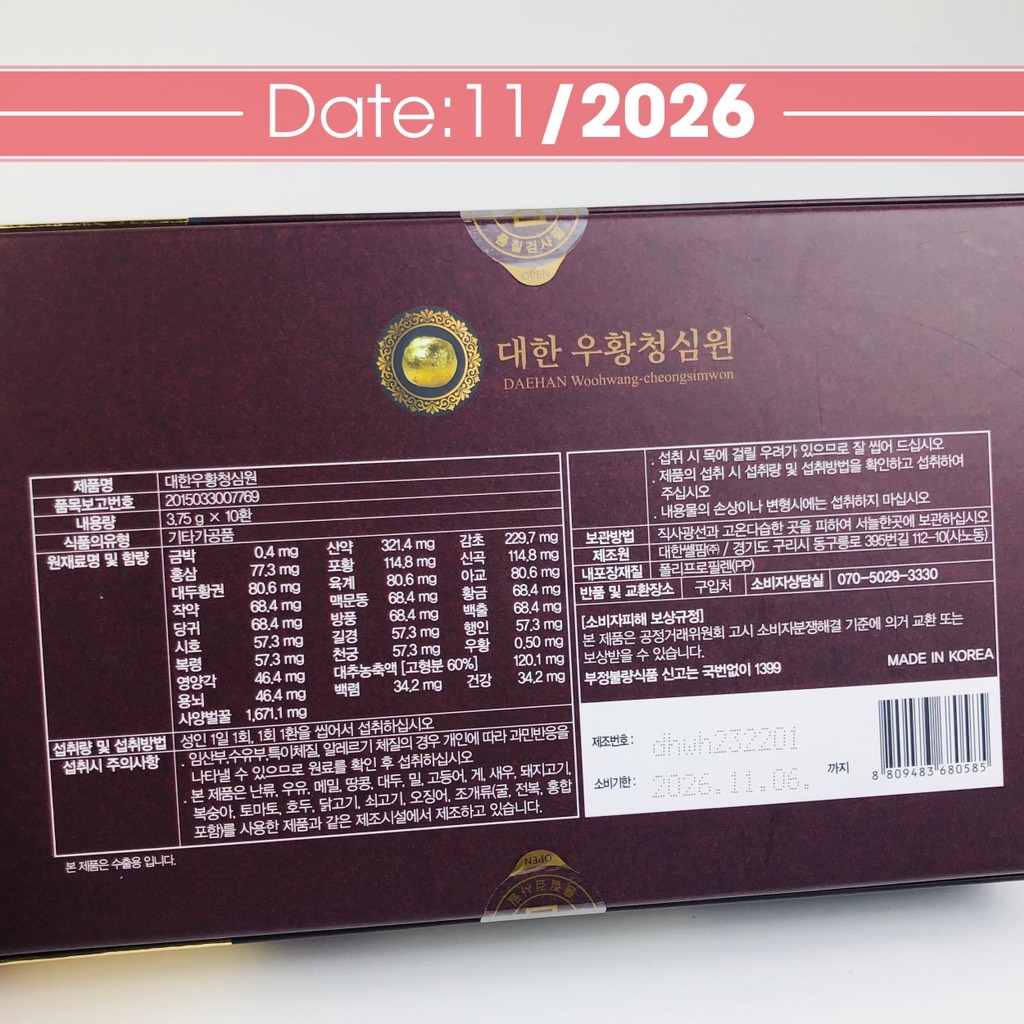 Date:11/2026
품질검사필
OPEN
대한 우황청심원
DAEHAN Woohwang-cheongsimwon
제품명 대한우황청심원
품목보고번호 2015033007769
내용량 3.75 g × 10환
식품의유형 기타가공품
원재료명 및 함량
금박 0.4 mg 산약 321.4 mg 감초 229.7 mg
홍삼 77.3 mg 포황 114.8 mg 신곡 114.8 mg
대두황권 80.6 mg 육계 80.6 mg 아교 80.6 mg
작약 68.4 mg 맥문동 68.4 mg 황금 68.4 mg
당귀 68.4 mg 방풍 68.4 mg 백출 68.4 mg
시호 57.3 mg 길경 57.3 mg 행인 57.3 mg
복령 57.3 mg 천궁 57.3 mg 우황 0.50 mg
영양각 46.4 mg 대추농축액 [고형분 60%] 120.1 mg
용뇌 46.4 mg 백렴 34.2 mg 건강 34.2 mg
사양벌꿀 1,671.1 mg
섭취량 및 섭취방법 성인 1일 1회, 1회 1환을 씹어서 섭취하십시오
섭취시 주의사항 . 임산부,수유부,특이체질, 알레르기 체질의 경우 개인에 따라 과민반응을
나타낼 수 있으므로 원료를 확인 후 섭취하십시오
. 본 제품은 난류, 우유, 메밀, 땅콩, 대두, 밀, 고등어, 게, 새우, 돼지고기,
복숭아, 토마토, 호두, 닭고기, 쇠고기, 오징어, 조개류(굴, 전복, 홍합
포함)를 사용한 제품과 같은 제조시설에서 제조하고 있습니다.
본 제품은 수출용 입니다.
. 섭취 시 목에 걸릴 우려가 있으므로 잘 씹어 드십시오
. 제품의 섭취 시 섭취량 및 섭취방법을 확인하고 섭취하여
주십시오
. 내용물의 손상이나 변형시에는 섭취하지 마십시오
보관방법 직사광선과 고온다습한 곳을 피하여 서늘한곳에 보관하십시오
제조원 대한쎌팜㈜ / 경기도 구리시 동구릉로 395번길 112-10(사노동)
내포장재질 폴리프로필렌(PP)
반품 및 교환장소 구입처 소비자상담실 070-5029-3330
[소비자피해 보상규정]
본 제품은 공정거래위원회 고시 소비자분쟁해결 기준에 의거 교환 또는
보상받을 수 있습니다.
부정불량식품 신고는 국번없이 1399
MADE IN KOREA
제조번호 : dhwh232201
소비기한 : 2026.11.06. 까지
8 809483 680585
OPEN
품질검사필